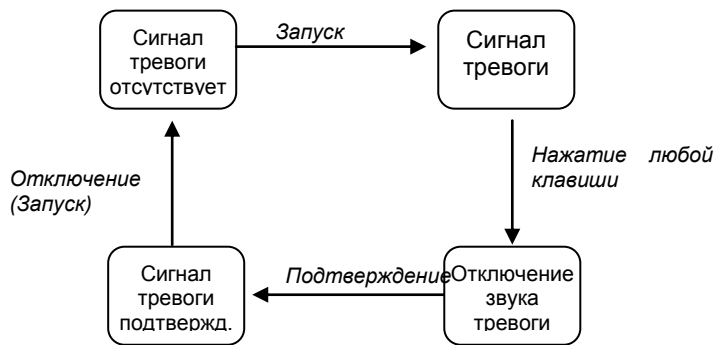 Сигнал
тревоги
отсутствует
Запуск
Сигнал
тревоги
Нажатие любой
клавиши
Отключение
(Запуск)
Сигнал
тревоги
подтвержд.
Подтверждение
Отключение
звука
тревоги